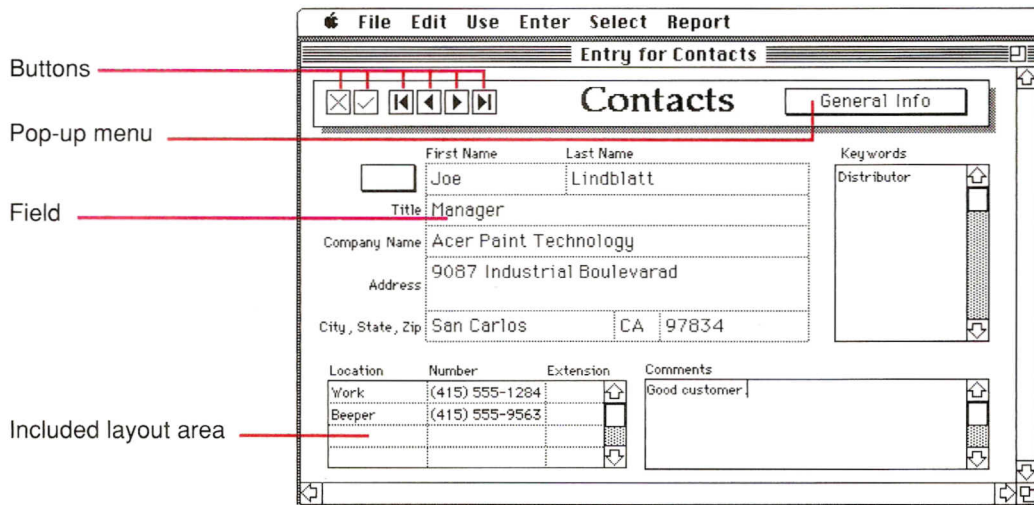 File Edit Use Enter Select Report
Entry for Contacts
Buttons
Contacts
General Info
Pop-up menu
First Name Last Name
Keywords
Joe Lindblatt
Distributor
Field
Title Manager
Company Name Acer Paint Technology
Address 9087 Industrial Boulevarad
City, State, Zip San Carlos CA 97834
Location Number Extension
Comments
Work (415) 555-1284
Good customer.
Beeper (415) 555-9563
Included layout area